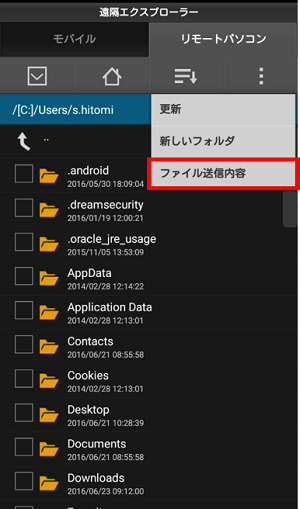 遠隔エクスプローラー
モバイル
リモートパソコン
/[C:]/Users/s.hitomi
更新
新しいフォルダ
ファイル送信内容
..
.android
2016/05/30 18:09:04
.dreamsecurity
2016/01/19 12:00:21
.oracle_jre_usage
2015/11/05 13:53:09
AppData
2014/02/28 12:14:22
Application Data
2014/02/28 12:13:01
Contacts
2016/06/21 08:55:58
Cookies
2014/02/28 12:13:01
Desktop
2016/06/21 10:28:39
Documents
2016/06/21 08:55:58
Downloads
2016/06/23 09:12:00